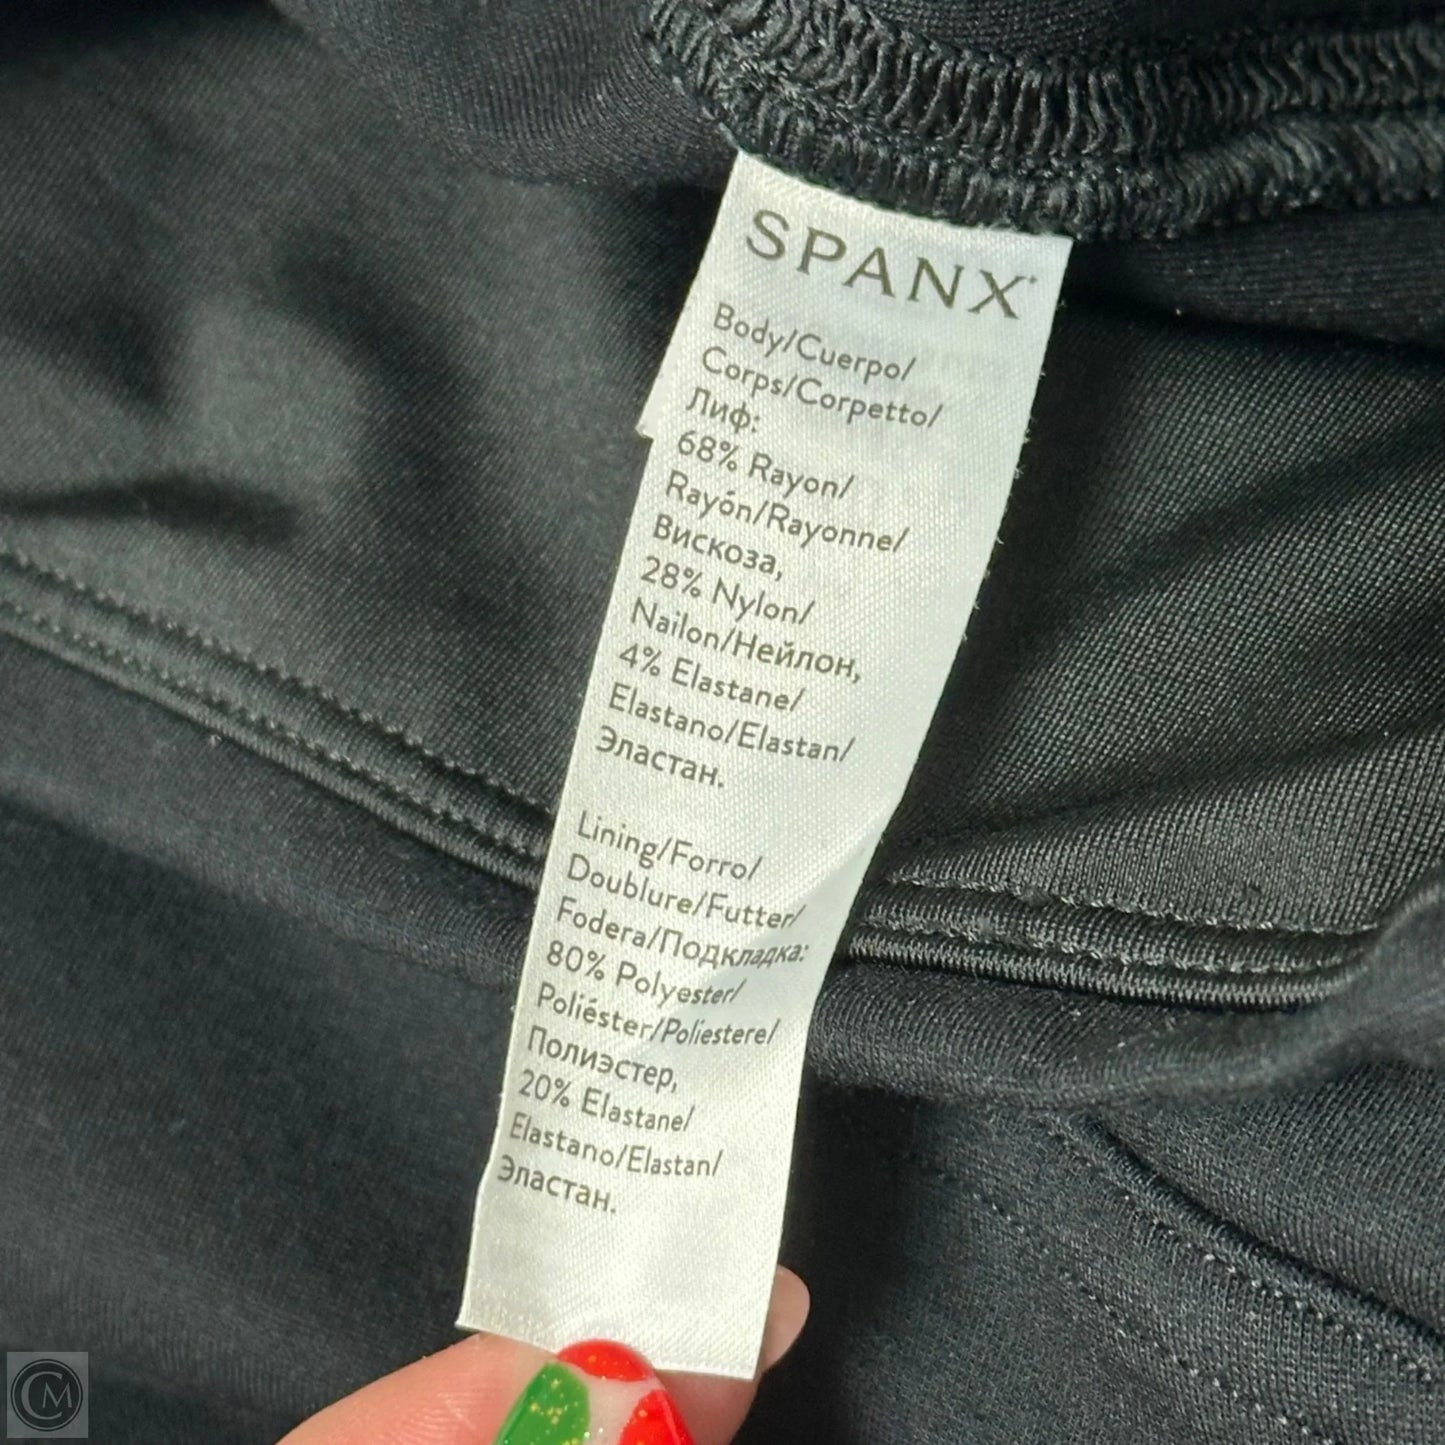 SPANX
Body/Cuerpo/
Corps/Corpetto/
Лиф:
68% Rayon/
Rayón/Rayonne/
Вискоза,
28% Nylon/
Nailon/Нейлон,
4% Elastane/
Elastano/Elastan/
Эластан.
Lining/Forro/
Doublure/Futter/
Fodera/Подкладка:
80% Polyester/
Poliéster/Poliestere/
Полиэстер,
20% Elastane/
Elastano/Elastan/
Эластан.
CM